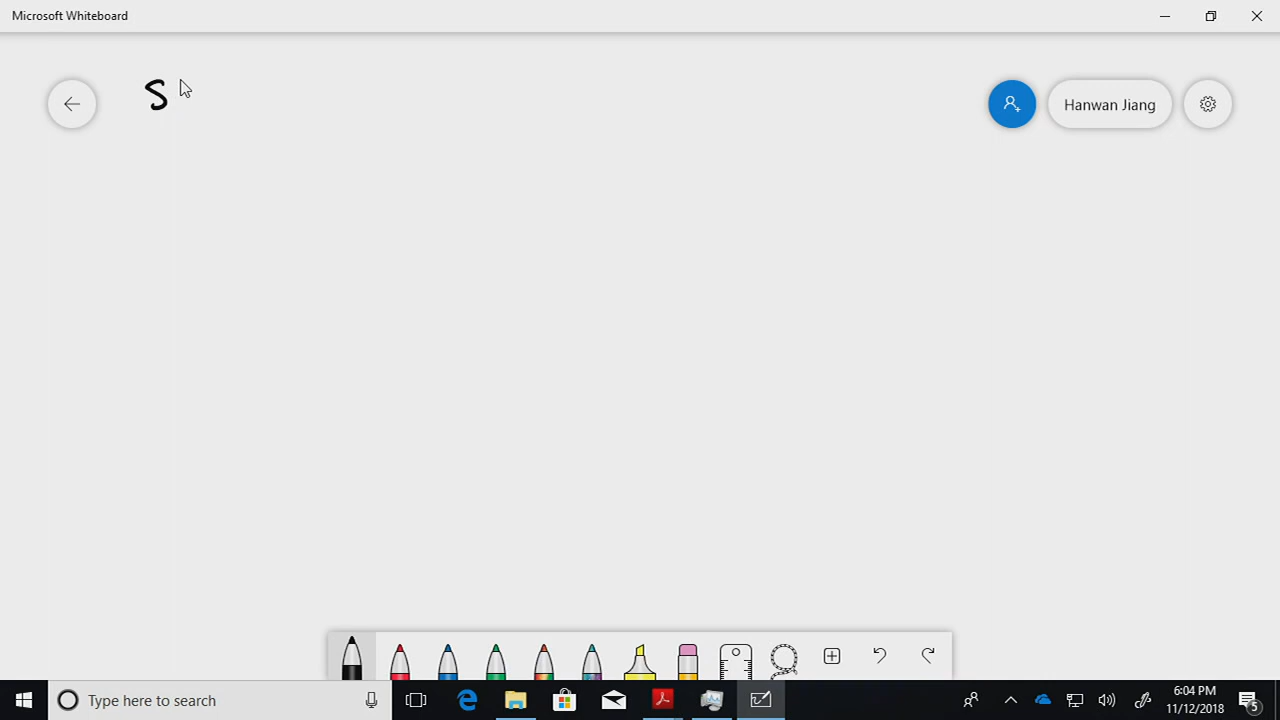 Microsoft Whiteboard
S
Hanwan Jiang
Type here to search
6:04 PM
11/12/2018
5